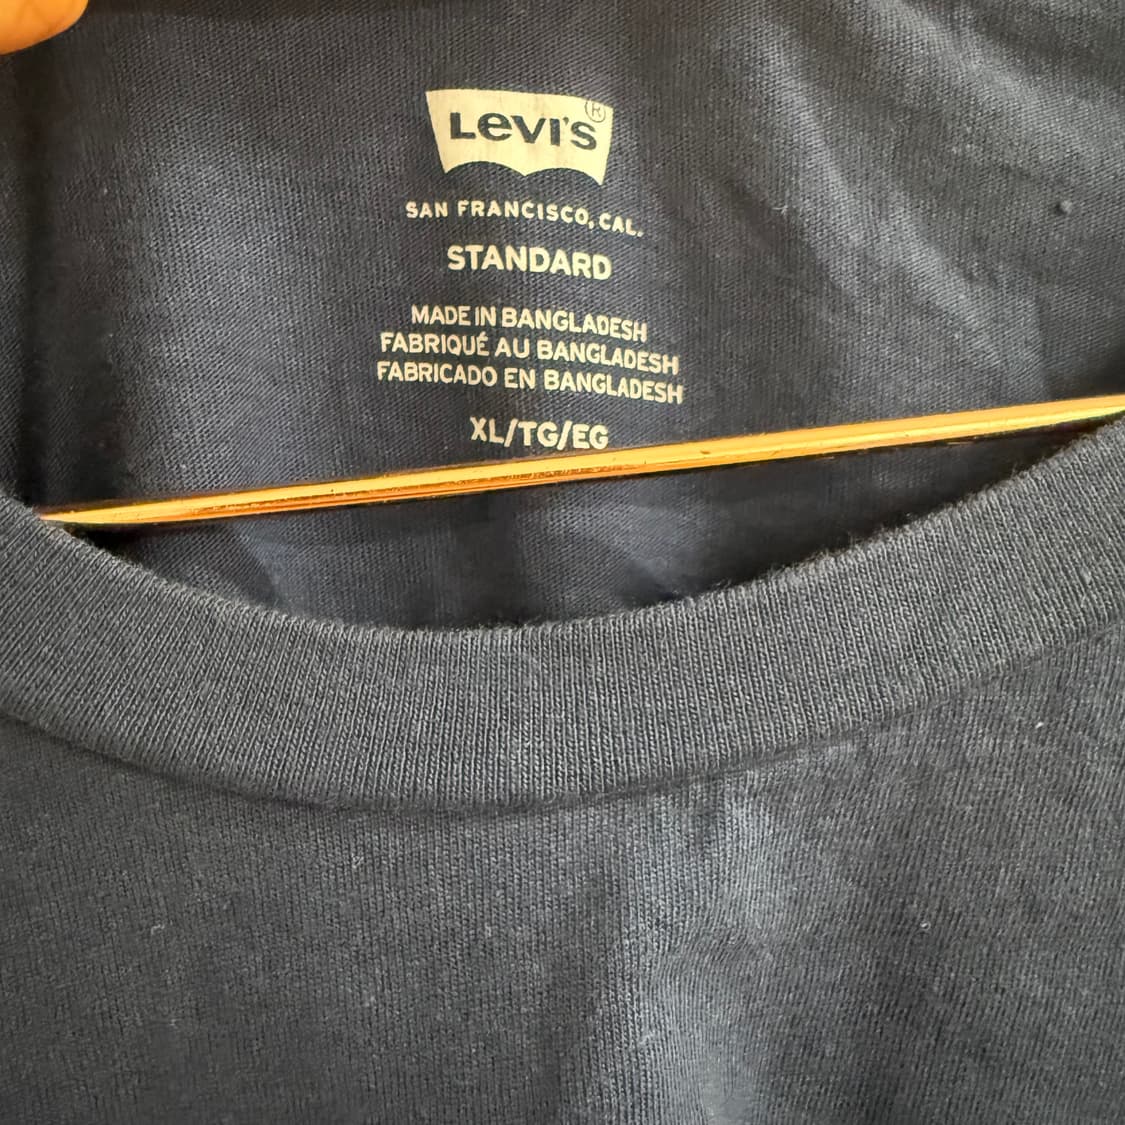 Levi's®
SAN FRANCISCO, CAL.
STANDARD
MADE IN BANGLADESH
FABRIQUÉ AU BANGLADESH
FABRICADO EN BANGLADESH
XL/TG/EG